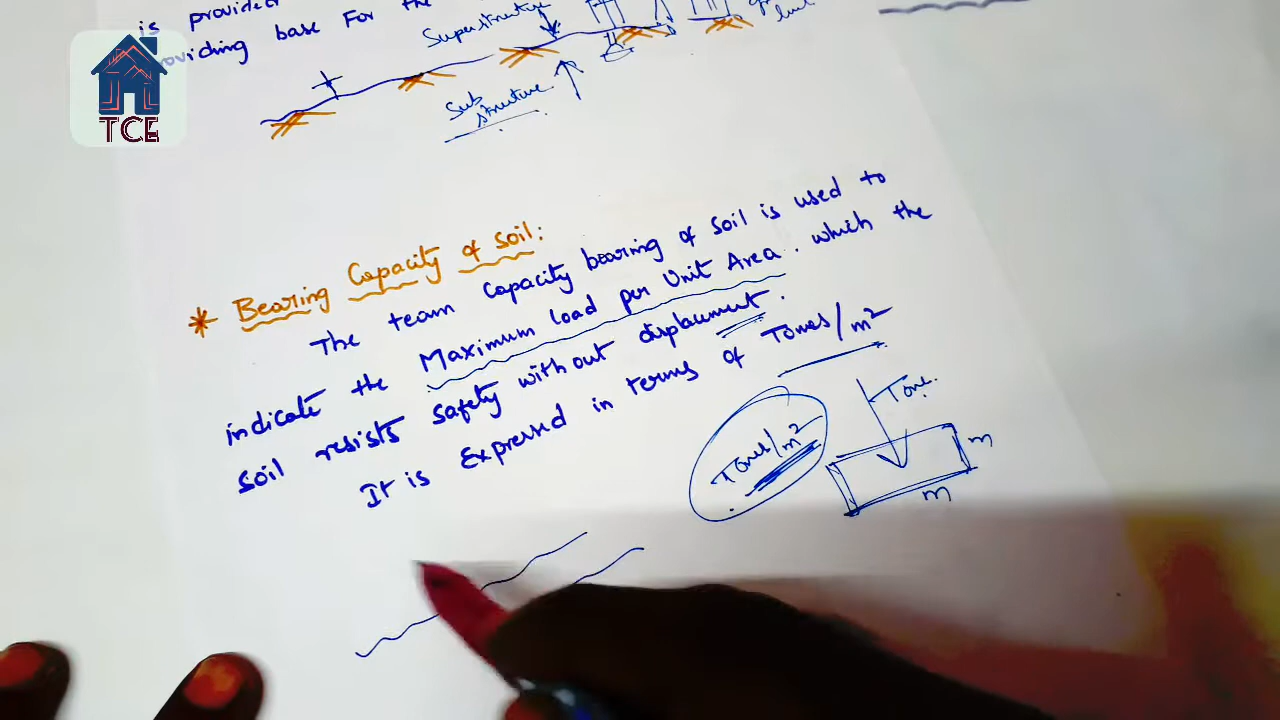 is provided
providing base For the
Superstructure
Sub
structure
TCE
* Bearing Capacity of soil:
The team capacity bearing of soil is used to
indicate the Maximum load per Unit Area. which the
soil resists safety without displacment.
It is Expressed in terms of Tones/m²
Tones/m²
Tone.
m
m